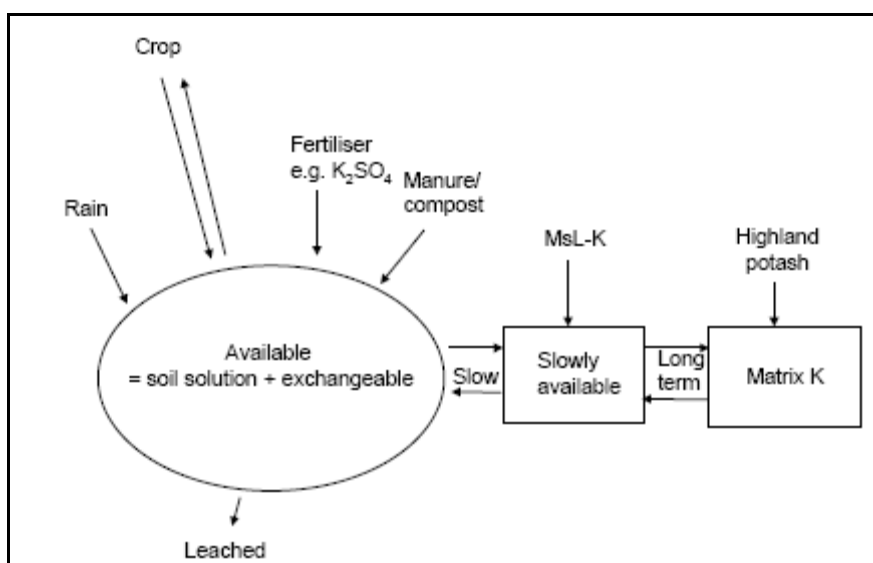 Crop
Fertiliser
e.g. K₂SO₄
Manure/
compost
Rain
MsL-K
Highland
potash
Available
= soil solution + exchangeable
Slow
Slowly
available
Long
term
Matrix K
Leached